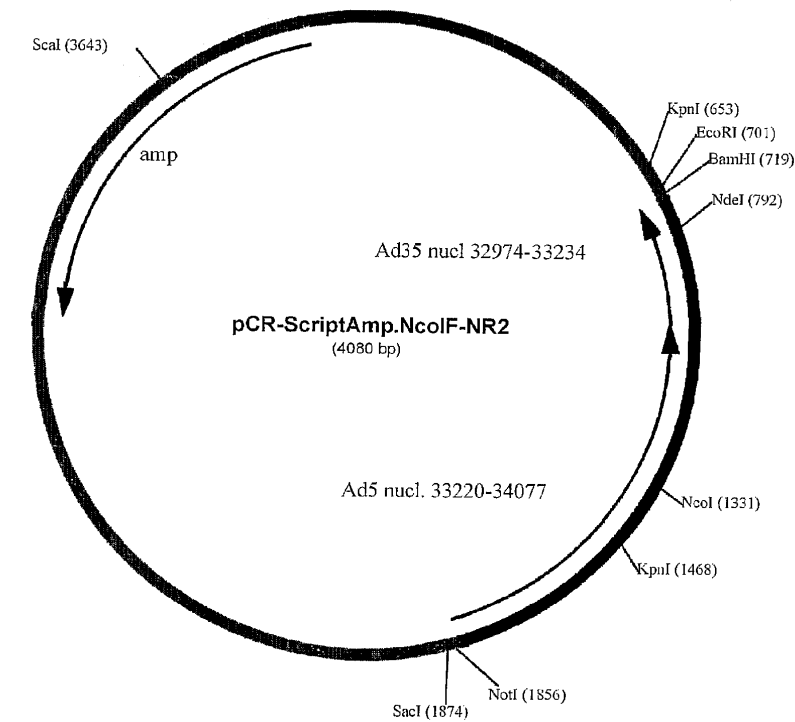 ScaI (3643)
KpnI (653)
EcoRI (701)
BamHI (719)
amp
NdeI (792)
Ad35 nucl 32974-33234
pCR-ScriptAmp.NcoIF-NR2
(4080 bp)
Ad5 nucl. 33220-34077
NcoI (1331)
KpnI (1468)
NotI (1856)
SacI (1874)